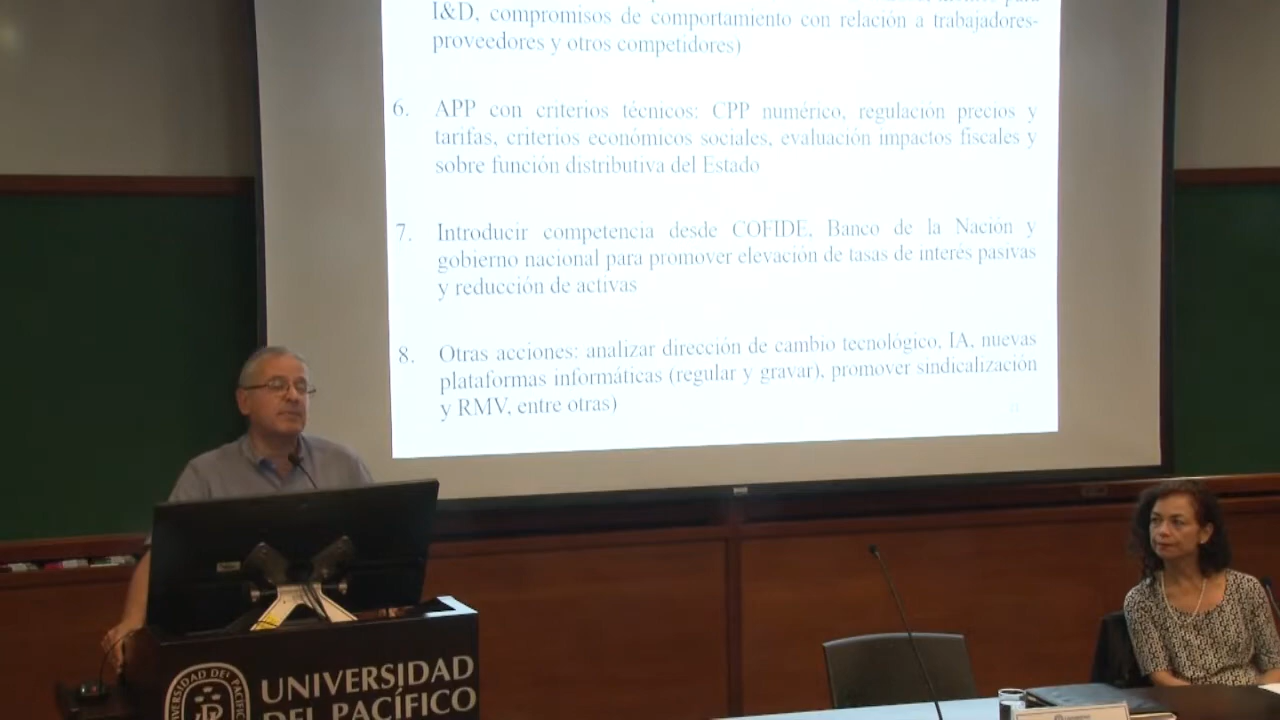 I&D, compromisos de comportamiento con relación a trabajadores-
proveedores y otros competidores)
6. APP con criterios técnicos: CPP numérico, regulación precios y
tarifas, criterios económicos sociales, evaluación impactos fiscales y
sobre función distributiva del Estado
7. Introducir competencia desde COFIDE, Banco de la Nación y
gobierno nacional para promover elevación de tasas de interés pasivas
y reducción de activas
8. Otras acciones: analizar dirección de cambio tecnológico, IA, nuevas
plataformas informáticas (regular y gravar), promover sindicalización
y RMV, entre otras)
UNIVERSIDAD
DEL PACÍFICO